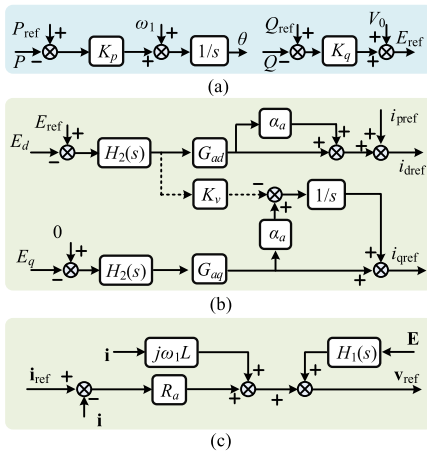 P_ref
+
P
−
K_p
ω_1
+
+
1/s
θ
Q_ref
+
Q
−
K_q
V_0
+
+
E_ref
(a)
E_ref
+
E_d
−
H_2(s)
G_ad
α_a
+
+
i_pref
+
+
i_dref
K_v
−
+
1/s
α_a
0
+
E_q
−
H_2(s)
G_aq
+
+
i_qref
(b)
i
jω_1L
H_1(s)
E
i_ref
+
−
i
R_a
+
+
+
+
v_ref
(c)